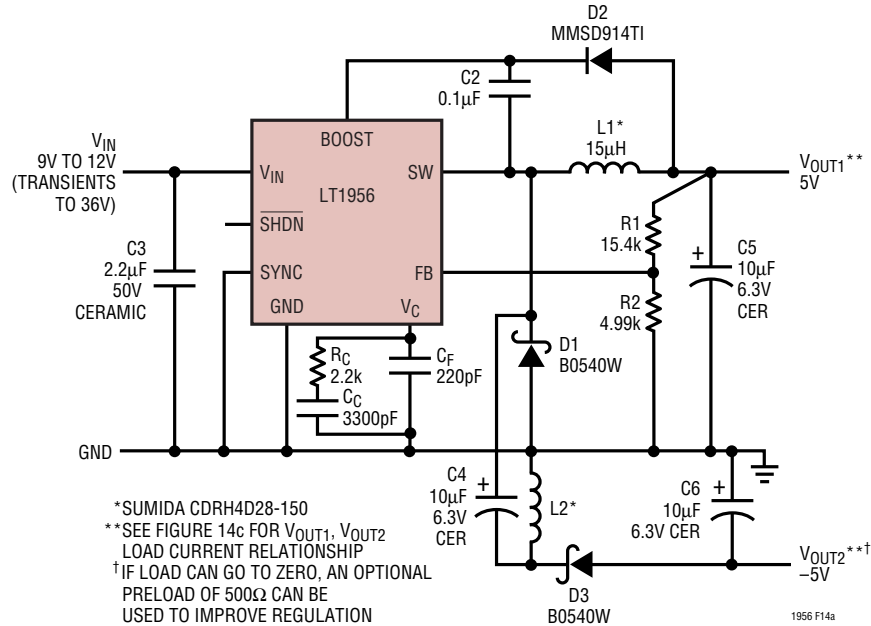 D2
MMSD914TI
C2
0.1µF
L1*
15µH
BOOST
V_IN
9V TO 12V
(TRANSIENTS
TO 36V)
V_IN
LT1956
SW
V_OUT1**
5V
SHDN
R1
15.4k
C3
2.2µF
50V
CERAMIC
SYNC
FB
C5
+
10µF
6.3V
CER
GND
V_C
R2
4.99k
D1
B0540W
R_C
2.2k
C_F
220pF
C_C
3300pF
GND
C4
+
10µF
6.3V
CER
L2*
C6
+
10µF
6.3V CER
*SUMIDA CDRH4D28-150
**SEE FIGURE 14c FOR V_OUT1, V_OUT2
LOAD CURRENT RELATIONSHIP
†IF LOAD CAN GO TO ZERO, AN OPTIONAL
PRELOAD OF 500Ω CAN BE
USED TO IMPROVE REGULATION
V_OUT2**†
–5V
D3
B0540W
1956 F14a